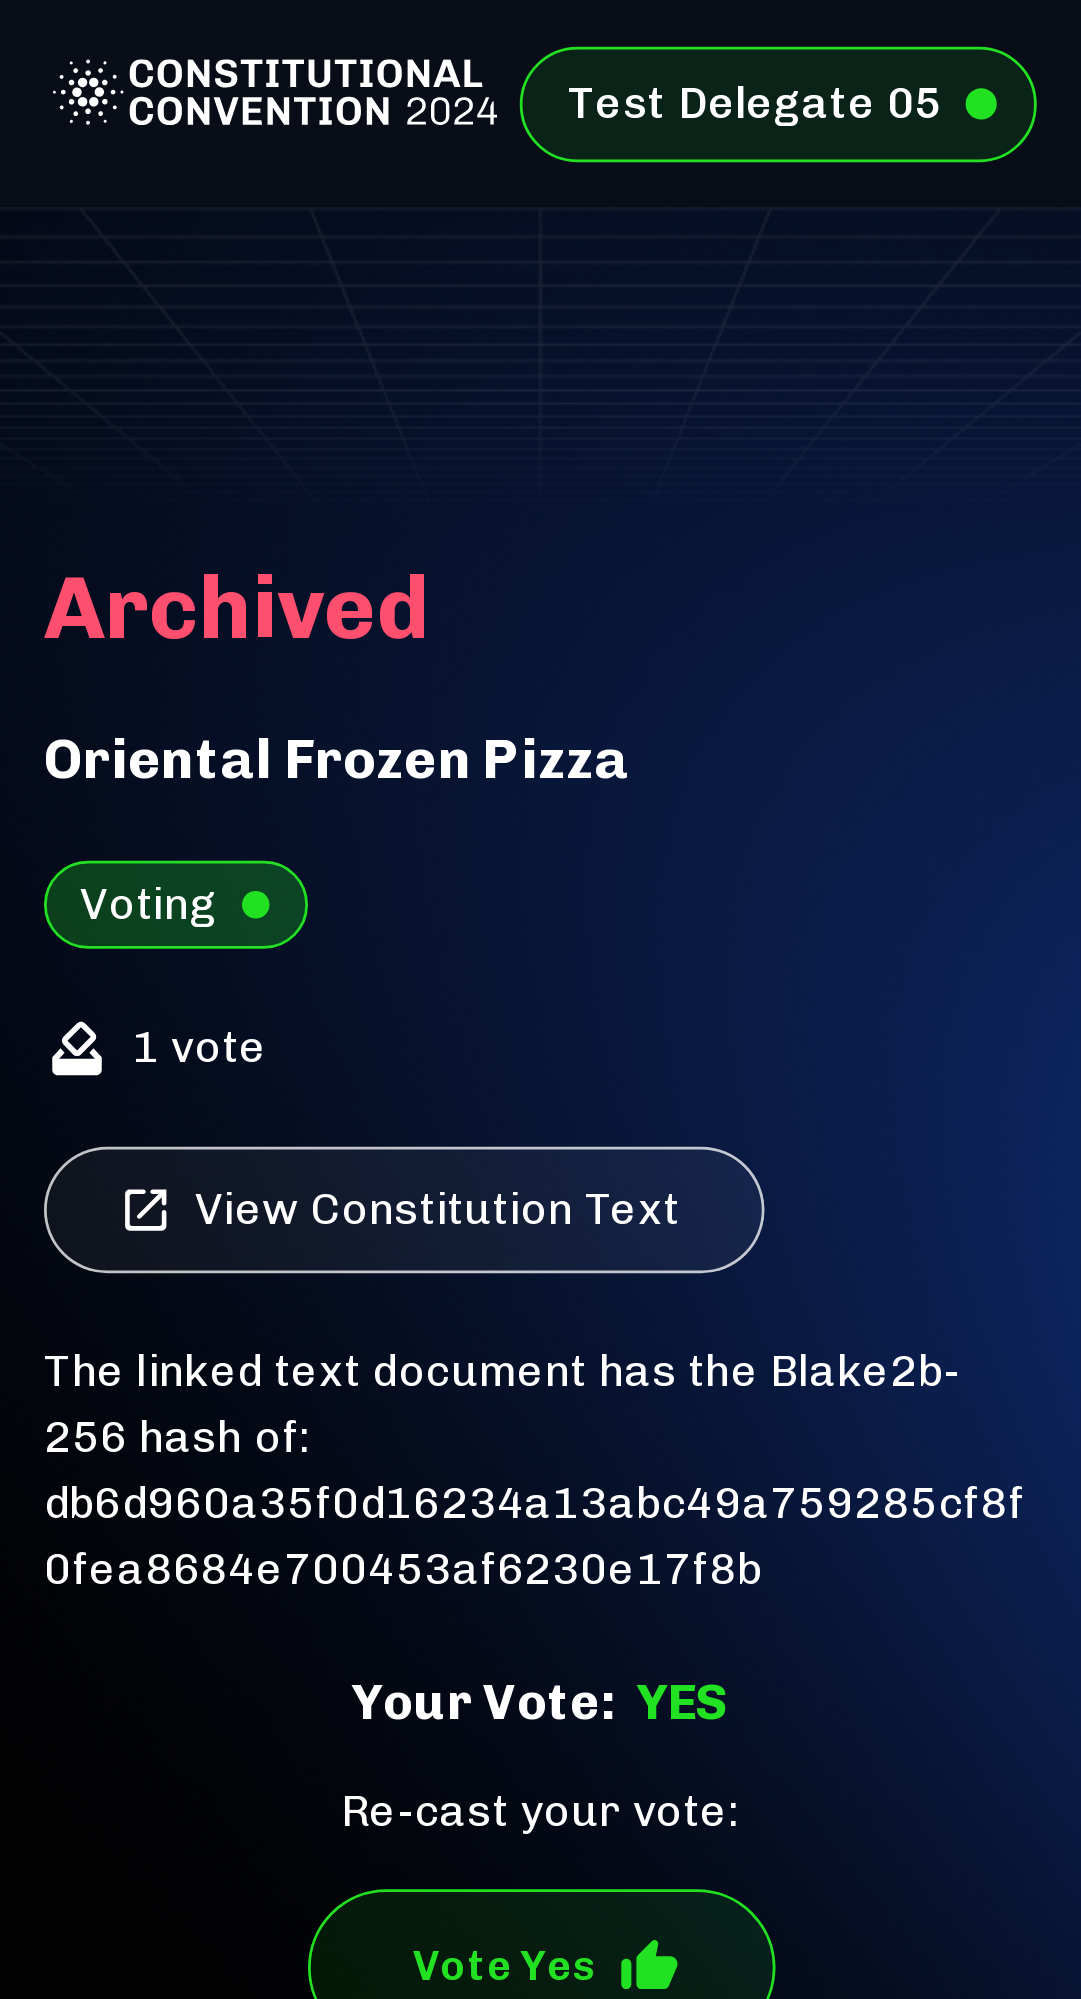 CONSTITUTIONAL
CONVENTION 2024
Test Delegate 05
Archived
Oriental Frozen Pizza
Voting
1 vote
View Constitution Text
The linked text document has the Blake2b-
256 hash of:
db6d960a35f0d16234a13abc49a759285cf8f
0fea8684e700453af6230e17f8b
Your Vote: YES
Re-cast your vote:
Vote Yes